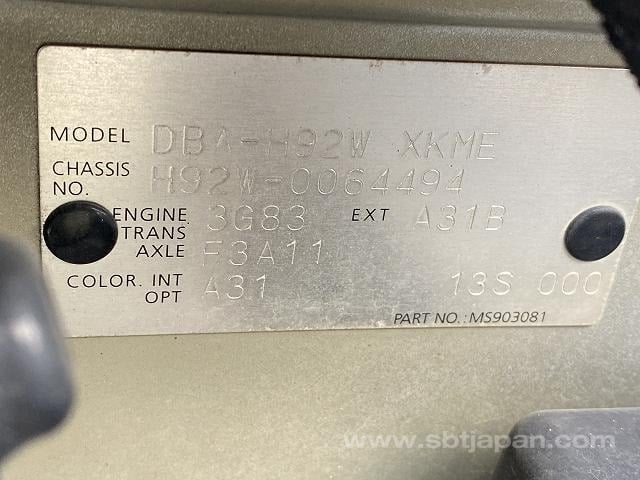 MODEL DBA-H92W XKME
CHASSIS NO. H92W-0064494
ENGINE 3G83 EXT A31B
TRANS AXLE F3A11
COLOR. INT OPT A31 13S 000
PART NO.: MS903081
www.sbtjapan.com